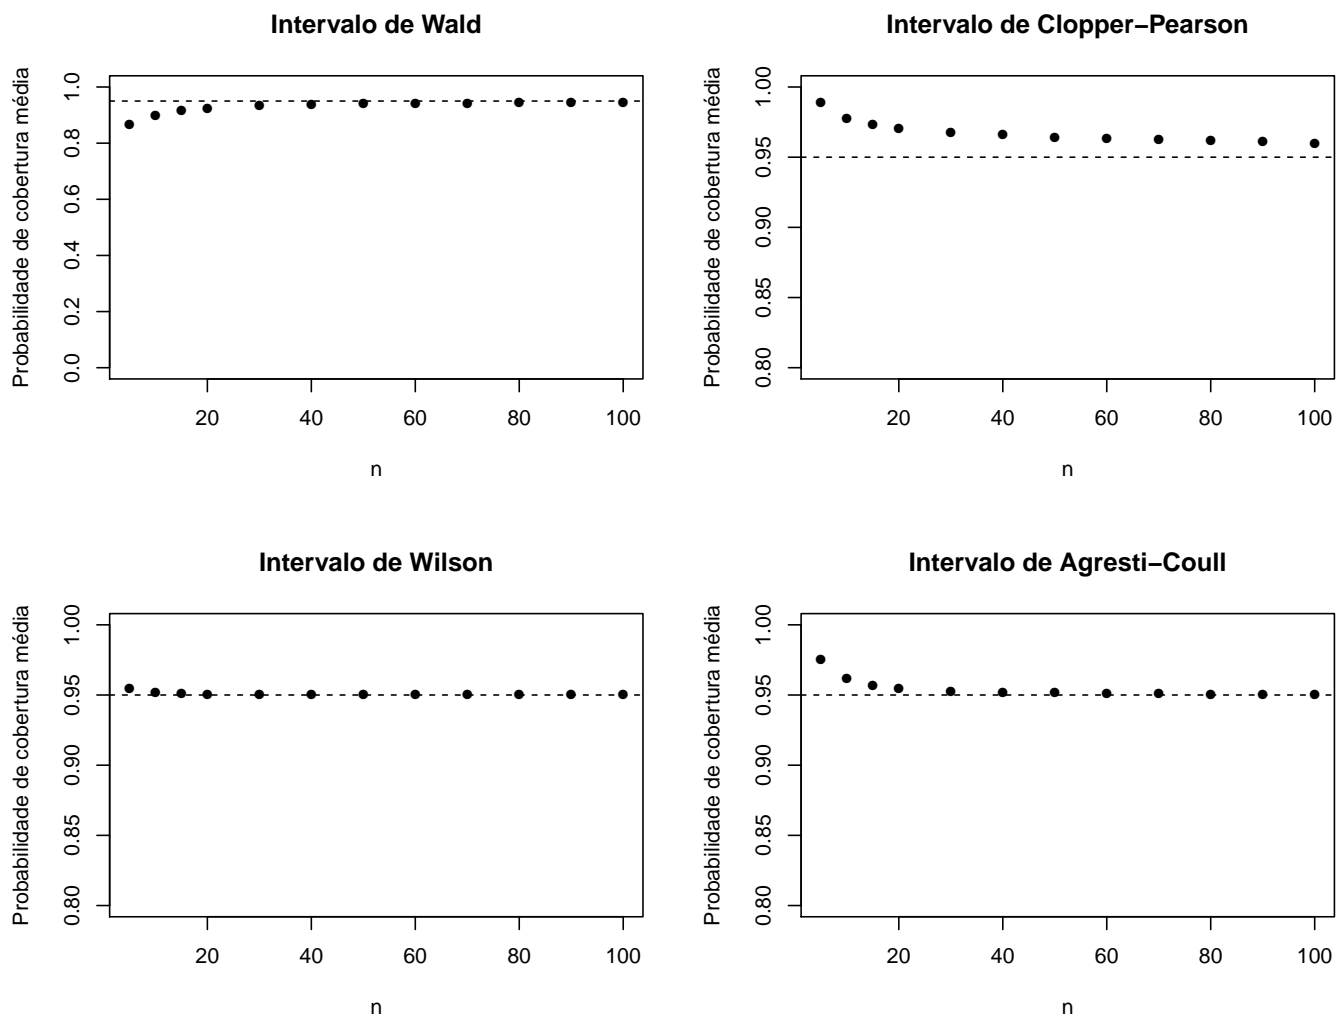 Intervalo de Wald
Probabilidade de cobertura média
1.0
0.8
0.6
0.4
0.2
0.0
20 40 60 80 100
n
Intervalo de Clopper−Pearson
Probabilidade de cobertura média
1.00
0.95
0.90
0.85
0.80
20 40 60 80 100
n
Intervalo de Wilson
Probabilidade de cobertura média
1.00
0.95
0.90
0.85
0.80
20 40 60 80 100
n
Intervalo de Agresti−Coull
Probabilidade de cobertura média
1.00
0.95
0.90
0.85
0.80
20 40 60 80 100
n